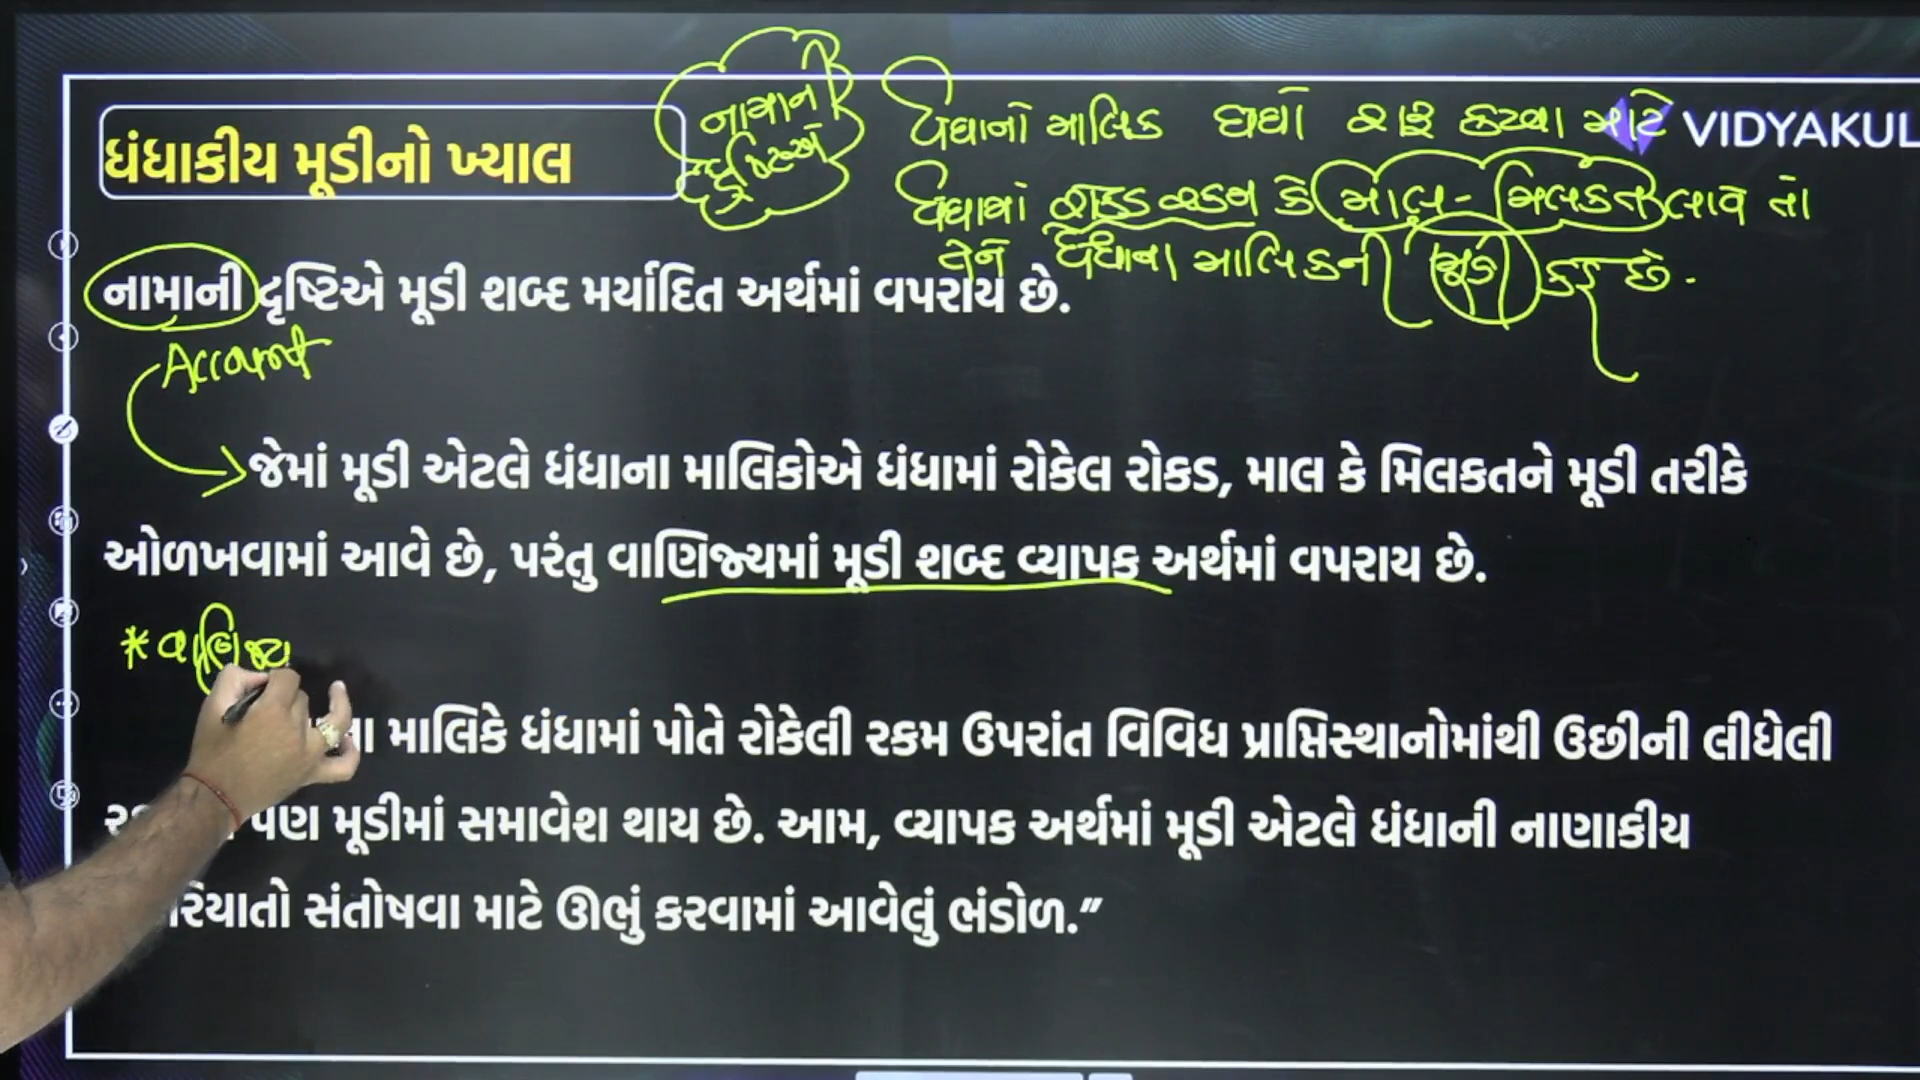 VIDYAKUL
ધંધાકીય મૂડીનો ખ્યાલ
નામાની દૃષ્ટિએ
ધંધાનો માલિક ધંધો શરૂ કરવા માટે
ધંધામાં રોકડ રકમ કે માલ-મિલકત લાવે તો
તેને ધંધાના માલિકની મૂડી કહે છે.
નામાની દૃષ્ટિએ મૂડી શબ્દ મર્યાદિત અર્થમાં વપરાય છે.
Account
જેમાં મૂડી એટલે ધંધાના માલિકોએ ધંધામાં રોકેલ રોકડ, માલ કે મિલકતને મૂડી તરીકે
ઓળખવામાં આવે છે, પરંતુ વાણિજ્યમાં મૂડી શબ્દ વ્યાપક અર્થમાં વપરાય છે.
* વાણિજ્ય
માલિકે ધંધામાં પોતે રોકેલી રકમ ઉપરાંત વિવિધ પ્રાપ્તિસ્થાનોમાંથી ઉછીની લીધેલી
પણ મૂડીમાં સમાવેશ થાય છે. આમ, વ્યાપક અર્થમાં મૂડી એટલે ધંધાની નાણાકીય
સંતોષવા માટે ઊભું કરવામાં આવેલું ભંડોળ.”